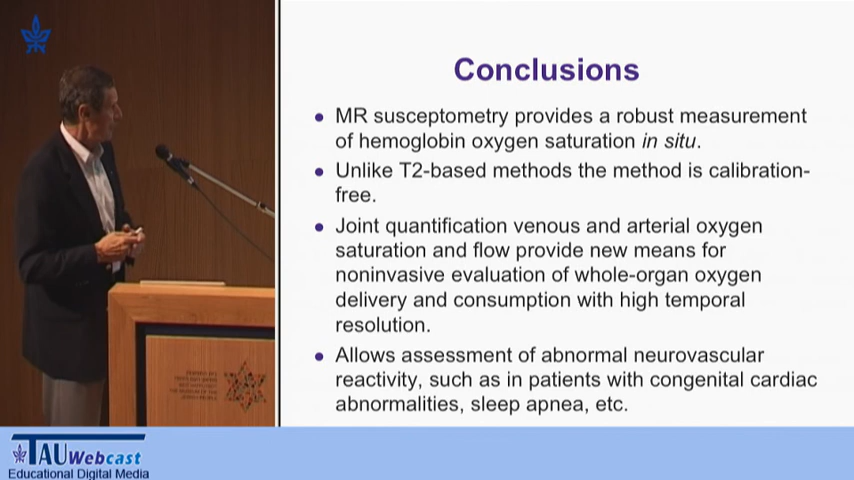 Conclusions
• MR susceptometry provides a robust measurement
of hemoglobin oxygen saturation in situ.
• Unlike T2-based methods the method is calibration-
free.
• Joint quantification venous and arterial oxygen
saturation and flow provide new means for
noninvasive evaluation of whole-organ oxygen
delivery and consumption with high temporal
resolution.
• Allows assessment of abnormal neurovascular
reactivity, such as in patients with congenital cardiac
abnormalities, sleep apnea, etc.
TAU Webcast
Educational Digital Media